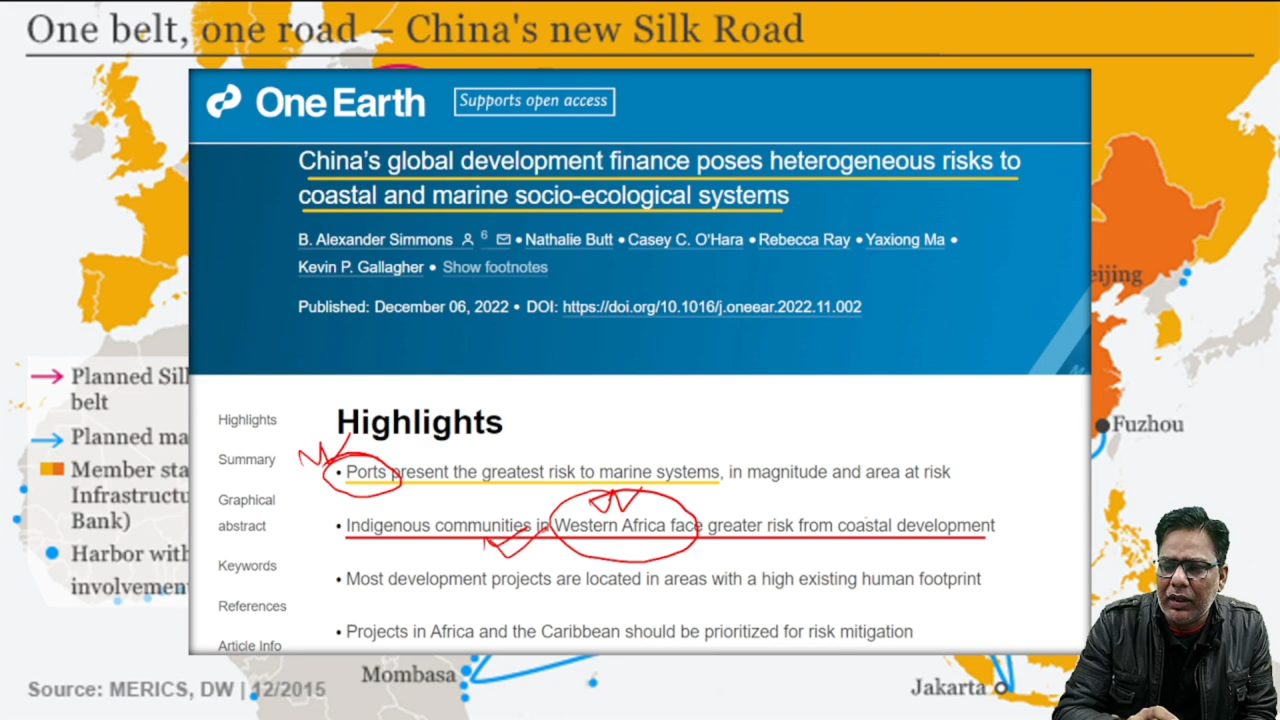 One belt, one road – China's new Silk Road
One Earth
Supports open access
China's global development finance poses heterogeneous risks to
coastal and marine socio-ecological systems
B. Alexander Simmons 6 • Nathalie Butt • Casey C. O'Hara • Rebecca Ray • Yaxiong Ma •
Kevin P. Gallagher • Show footnotes
Published: December 06, 2022 • DOI: https://doi.org/10.1016/j.oneear.2022.11.002
eijing
Planned Sil
belt
Planned ma
Member sta
Infrastructu
Bank)
Harbor with
involvemen
Highlights
Summary
Graphical
abstract
Keywords
References
Article Info
Highlights
• Ports present the greatest risk to marine systems, in magnitude and area at risk
• Indigenous communities in Western Africa face greater risk from coastal development
• Most development projects are located in areas with a high existing human footprint
• Projects in Africa and the Caribbean should be prioritized for risk mitigation
Fuzhou
Mombasa
Jakarta
Source: MERICS, DW | 12/2015